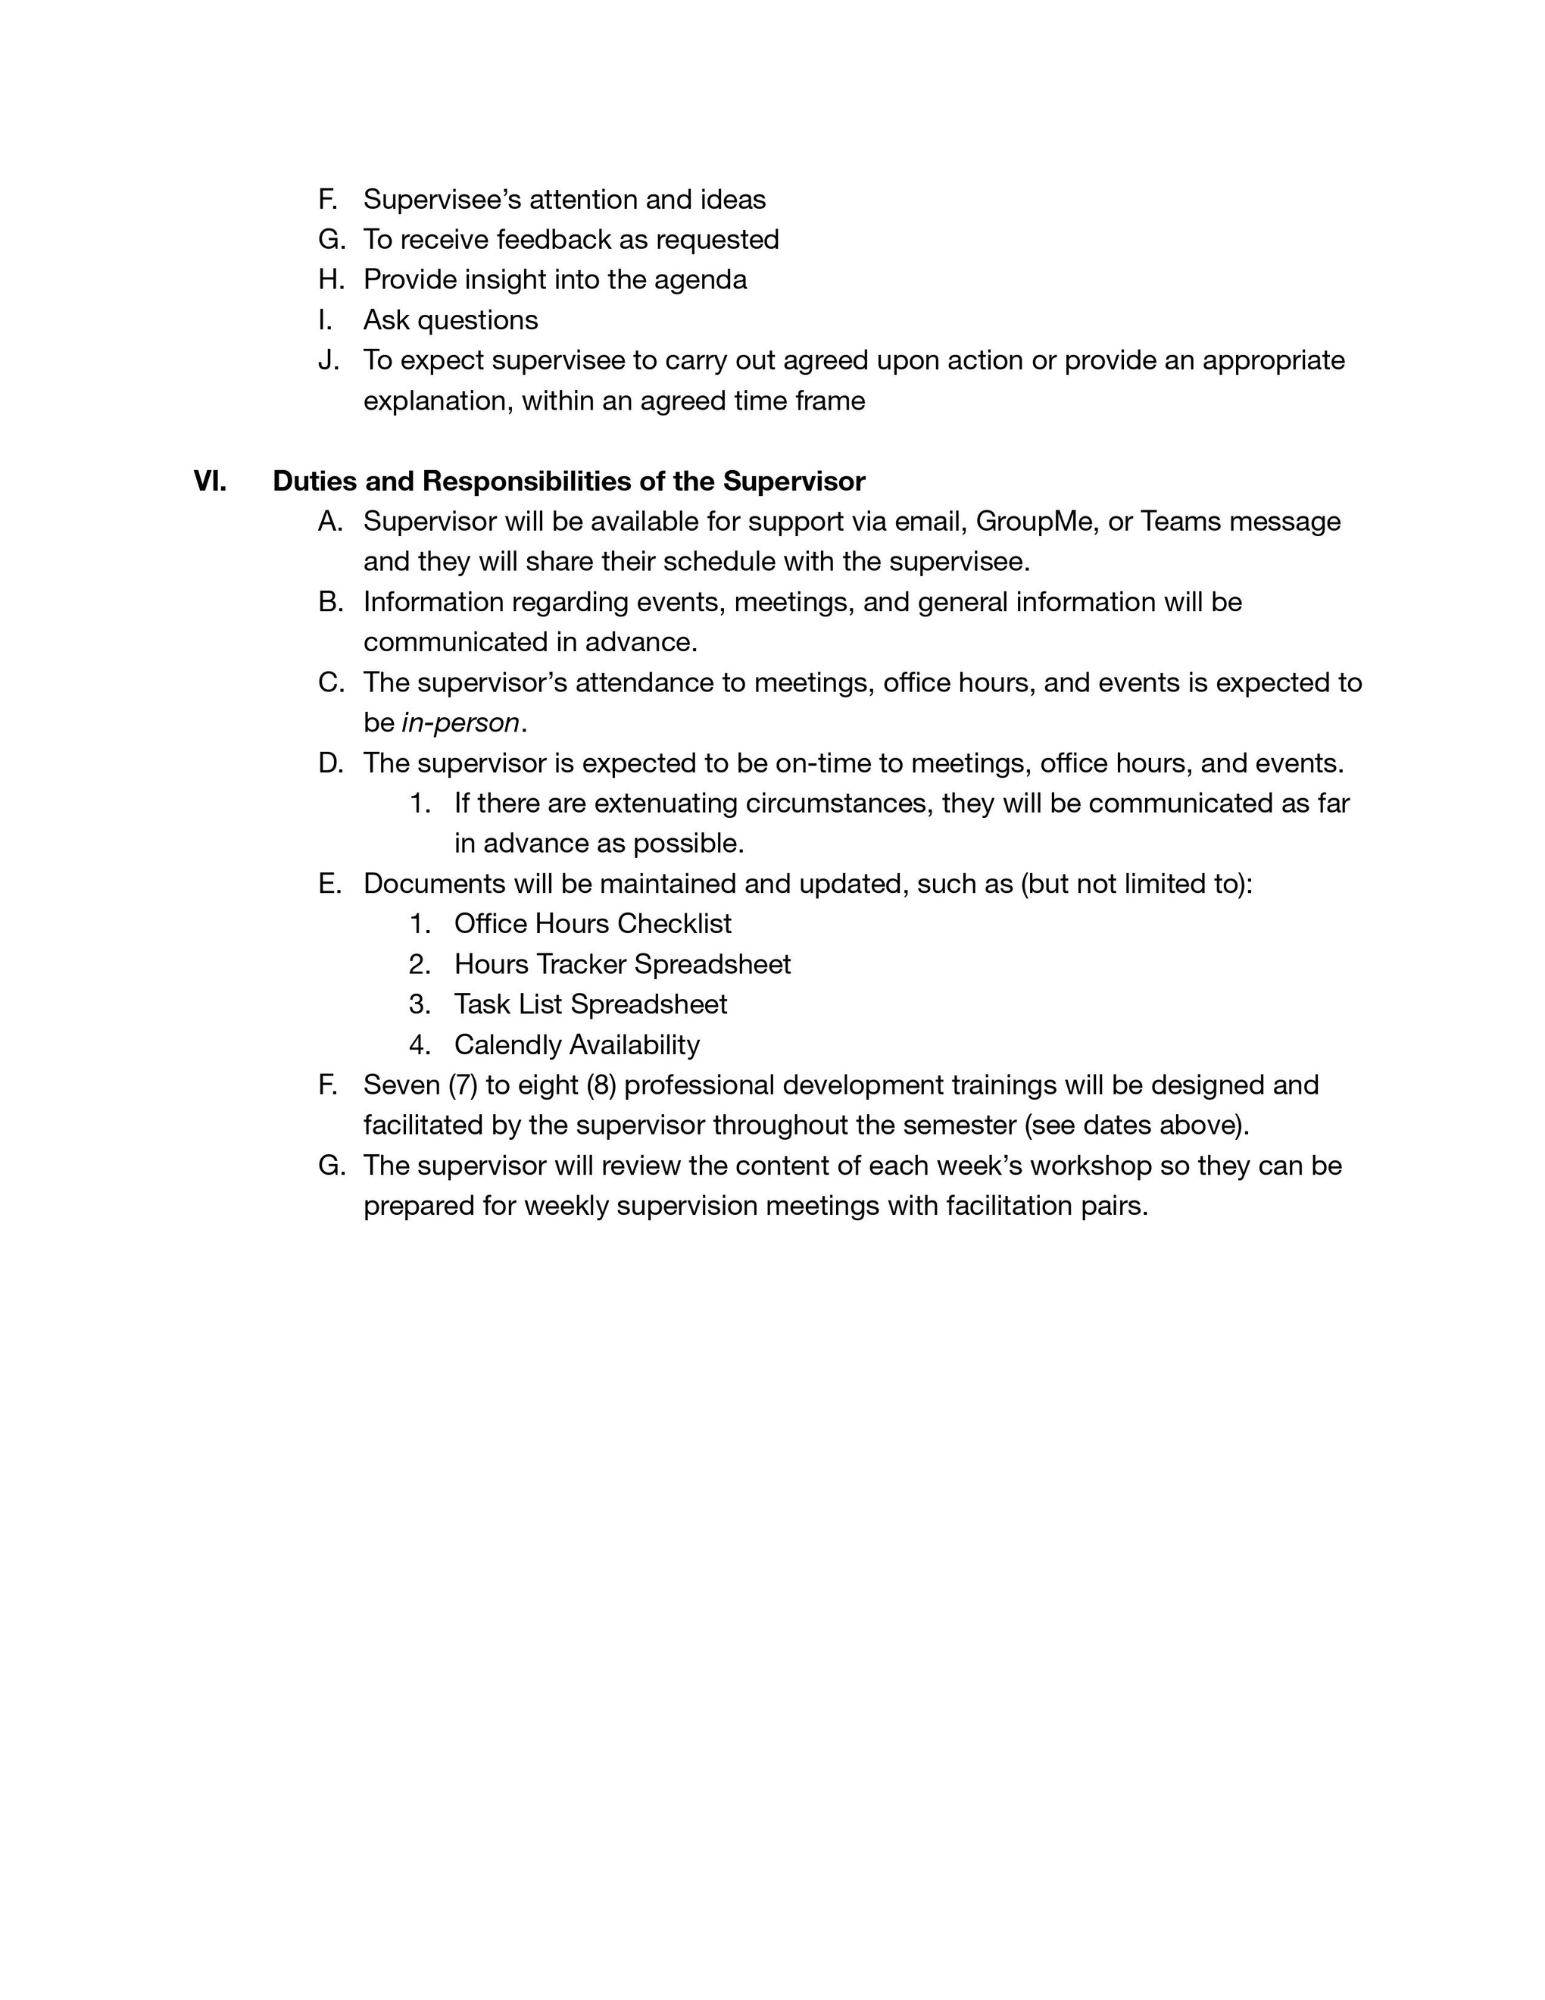 F. Supervisee’s attention and ideas
G. To receive feedback as requested
H. Provide insight into the agenda
I. Ask questions
J. To expect supervisee to carry out agreed upon action or provide an appropriate
explanation, within an agreed time frame
VI. Duties and Responsibilities of the Supervisor
A. Supervisor will be available for support via email, GroupMe, or Teams message
and they will share their schedule with the supervisee.
B. Information regarding events, meetings, and general information will be
communicated in advance.
C. The supervisor’s attendance to meetings, office hours, and events is expected to
be in-person.
D. The supervisor is expected to be on-time to meetings, office hours, and events.
1. If there are extenuating circumstances, they will be communicated as far
in advance as possible.
E. Documents will be maintained and updated, such as (but not limited to):
1. Office Hours Checklist
2. Hours Tracker Spreadsheet
3. Task List Spreadsheet
4. Calendly Availability
F. Seven (7) to eight (8) professional development trainings will be designed and
facilitated by the supervisor throughout the semester (see dates above).
G. The supervisor will review the content of each week’s workshop so they can be
prepared for weekly supervision meetings with facilitation pairs.